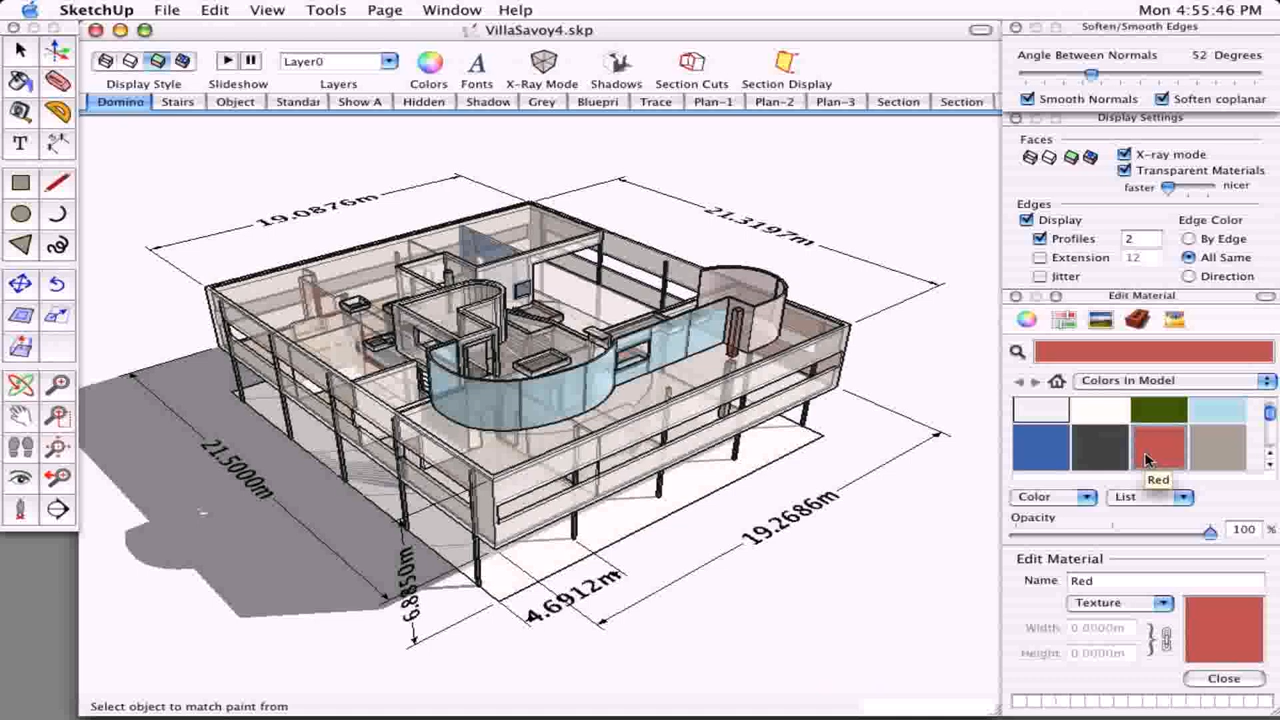 SketchUp File Edit View Tools Page Window Help Mon 4:55:46 PM
VillaSavoy4.skp
Layer0
Display Style Slideshow Layers Colors Fonts X-Ray Mode Shadows Section Cuts Section Display
Domino Stairs Object Standar Show A Hidden Shadow Grey Bluepri Trace Plan-1 Plan-2 Plan-3 Section Section
19.0876m
21.3197m
21.5000m
6.8850m
4.6912m
19.2686m
Select object to match paint from
Soften/Smooth Edges
Angle Between Normals 52 Degrees
Smooth Normals Soften coplanar
Display Settings
Faces
X-ray mode
Transparent Materials
faster nicer
Edges
Display Edge Color
Profiles 2 By Edge
Extension 12 All Same
Jitter Direction
Edit Material
Colors In Model
Red
Color List
Opacity
100 %
Edit Material
Name Red
Texture
Width: 0.0000m
Height: 0.0000m
Close